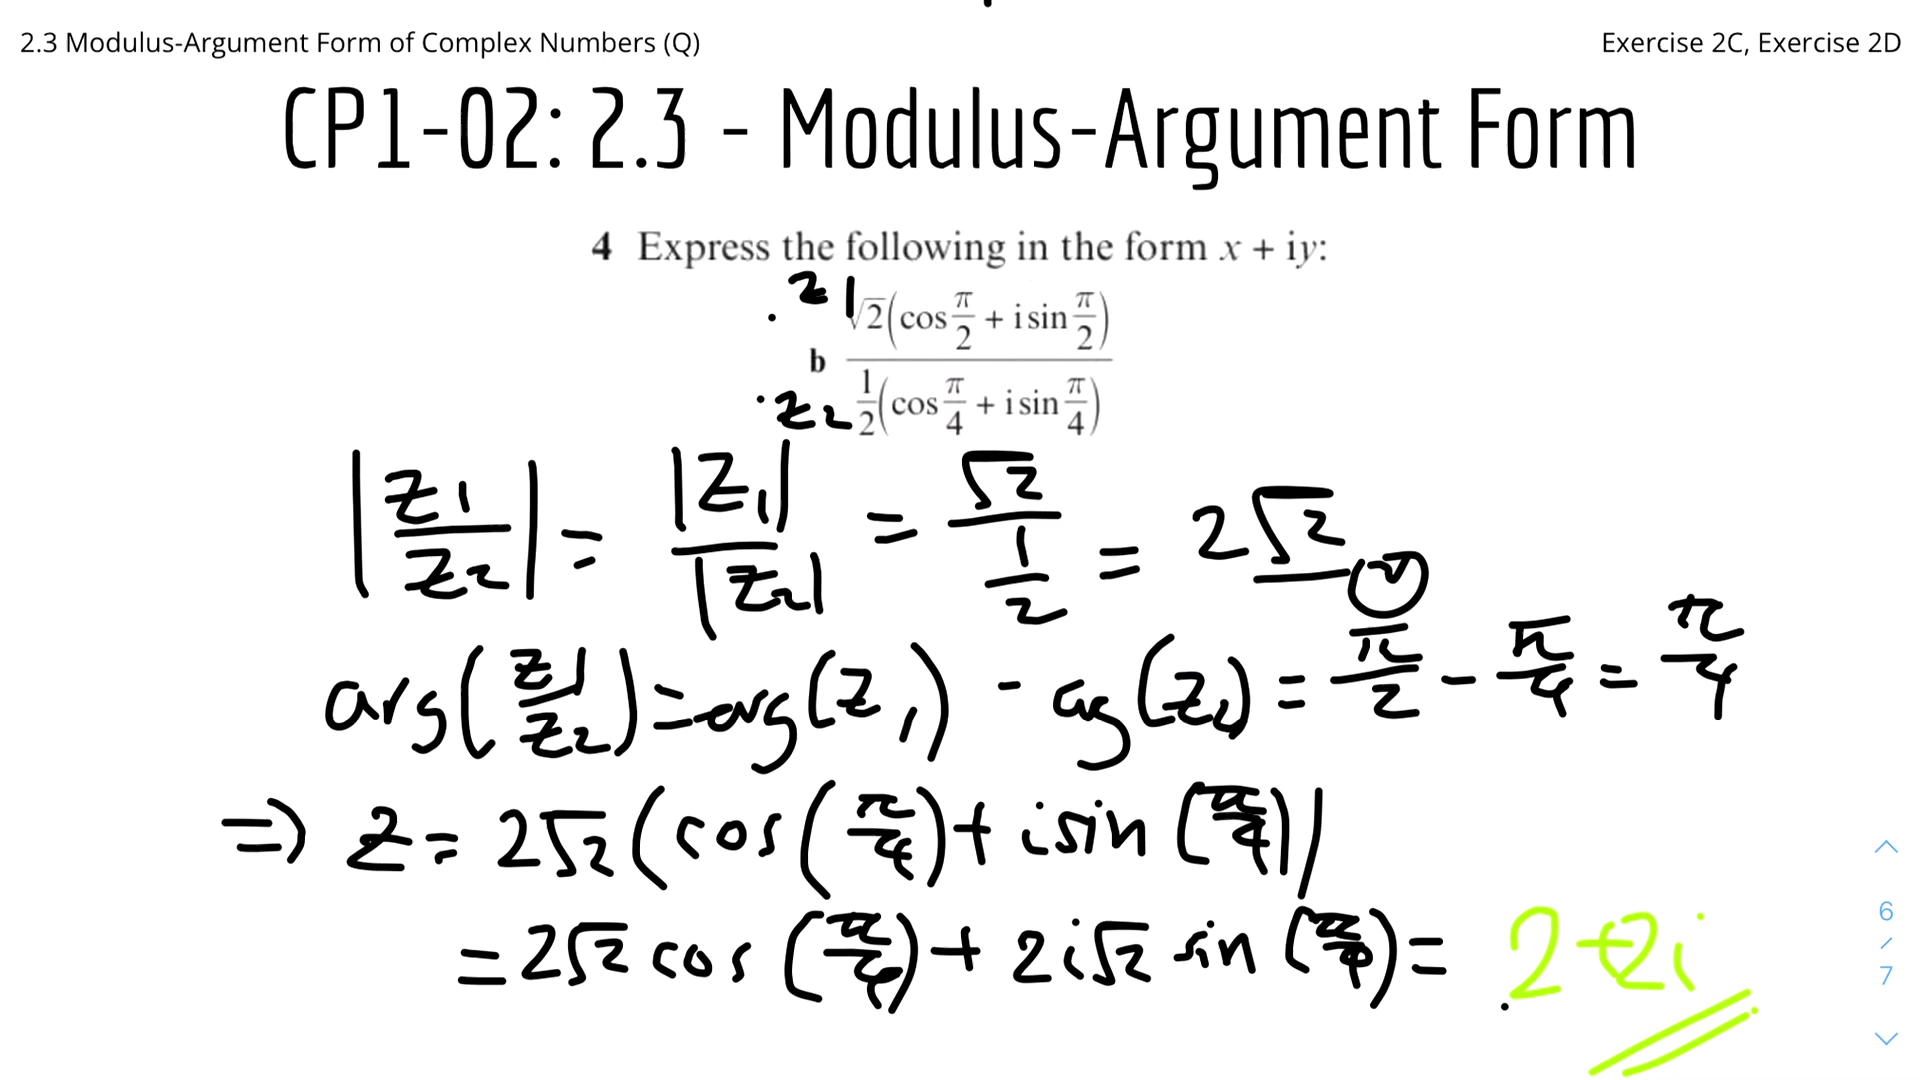 2.3 Modulus-Argument Form of Complex Numbers (Q)
Exercise 2C, Exercise 2D
CP1-02: 2.3 - Modulus-Argument Form
4 Express the following in the form x + iy:
z1 √2(cos π/2 + i sin π/2)
b
z2 1/2(cos π/4 + i sin π/4)
|z1/z2| = |z1|/|z2| = √2/(1/2) = 2√2
arg(z1/z2) = arg(z1) - arg(z2) = π/2 - π/4 = π/4
⇒ z = 2√2(cos(π/4) + isin(π/4))
= 2√2 cos(π/4) + 2i√2 sin(π/4) = 2+2i
6
/
7